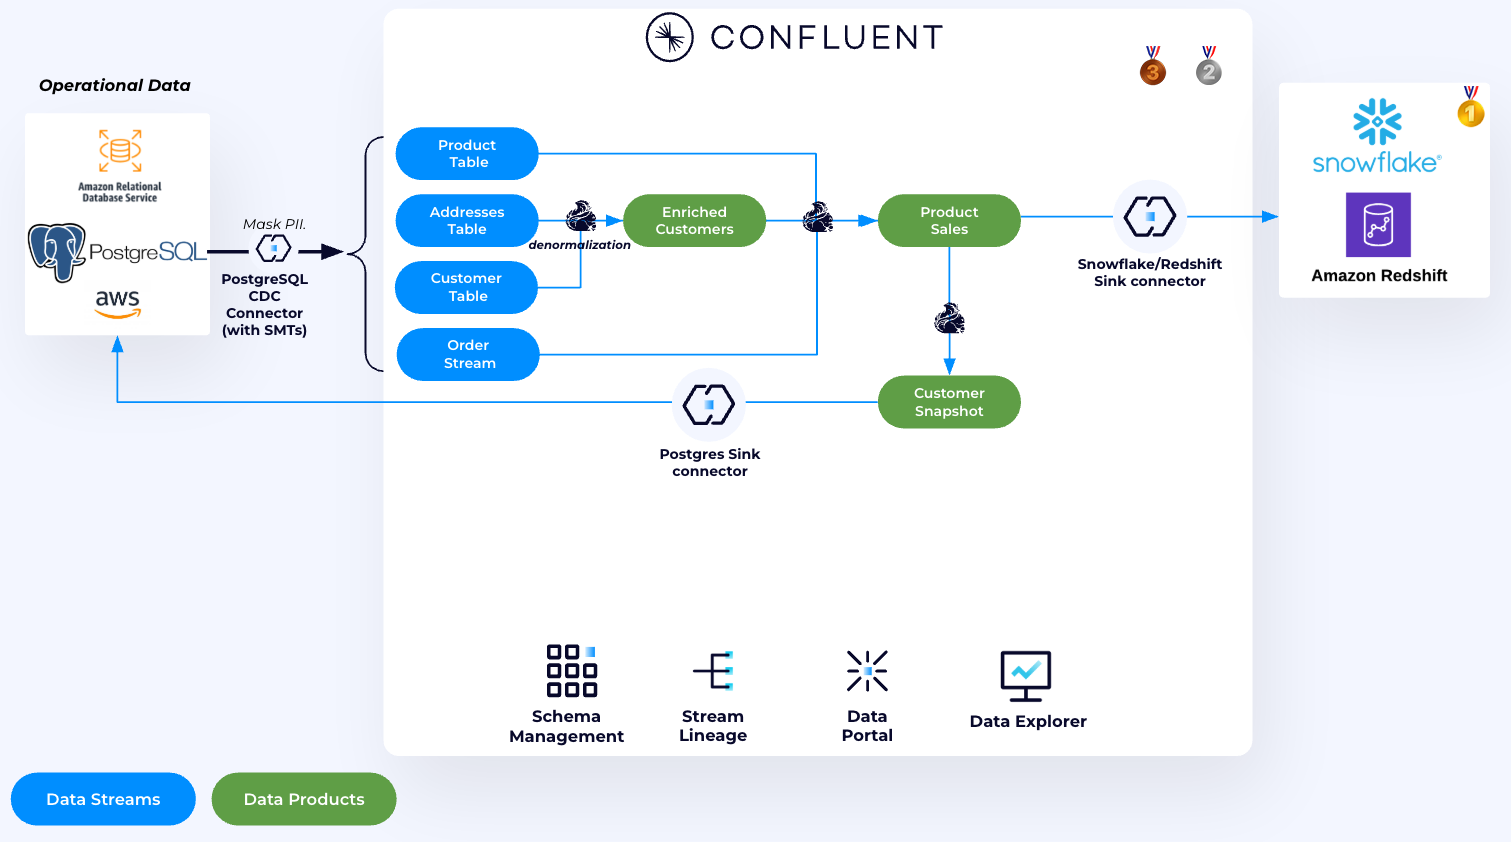 CONFLUENT
3
2
1
Operational Data
Amazon Relational
Database Service
PostgreSQL
aws
Mask PII.
PostgreSQL
CDC
Connector
(with SMTs)
Product
Table
Addresses
Table
Customer
Table
Order
Stream
denormalization
Enriched
Customers
Product
Sales
Customer
Snapshot
Postgres Sink
connector
Snowflake/Redshift
Sink connector
snowflake®
Amazon Redshift
Schema
Management
Stream
Lineage
Data
Portal
Data Explorer
Data Streams
Data Products